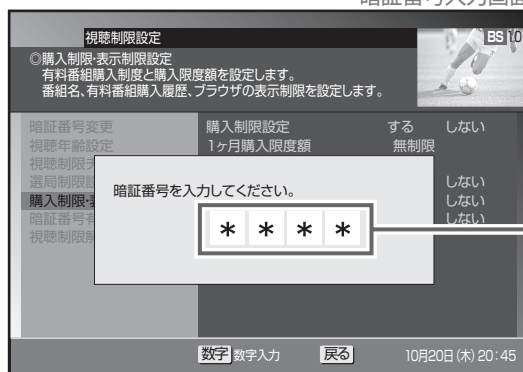 暗証番号入力画面
視聴制限設定
BS 10
◎購入制限・表示制限設定
有料番組購入制度と購入限度額を設定します。
番組名、有料番組購入履歴、ブラウザの表示制限を設定します。
暗証番号変更
購入制限設定 する しない
視聴年齢設定
1ヶ月購入限度額 無制限
視聴制限
選局制限設 しない
購入制限・ しない
暗証番号 しない
視聴制限解
暗証番号を入力してください。
* * * *
数字 数字入力 戻る 10月20日(木)20:45